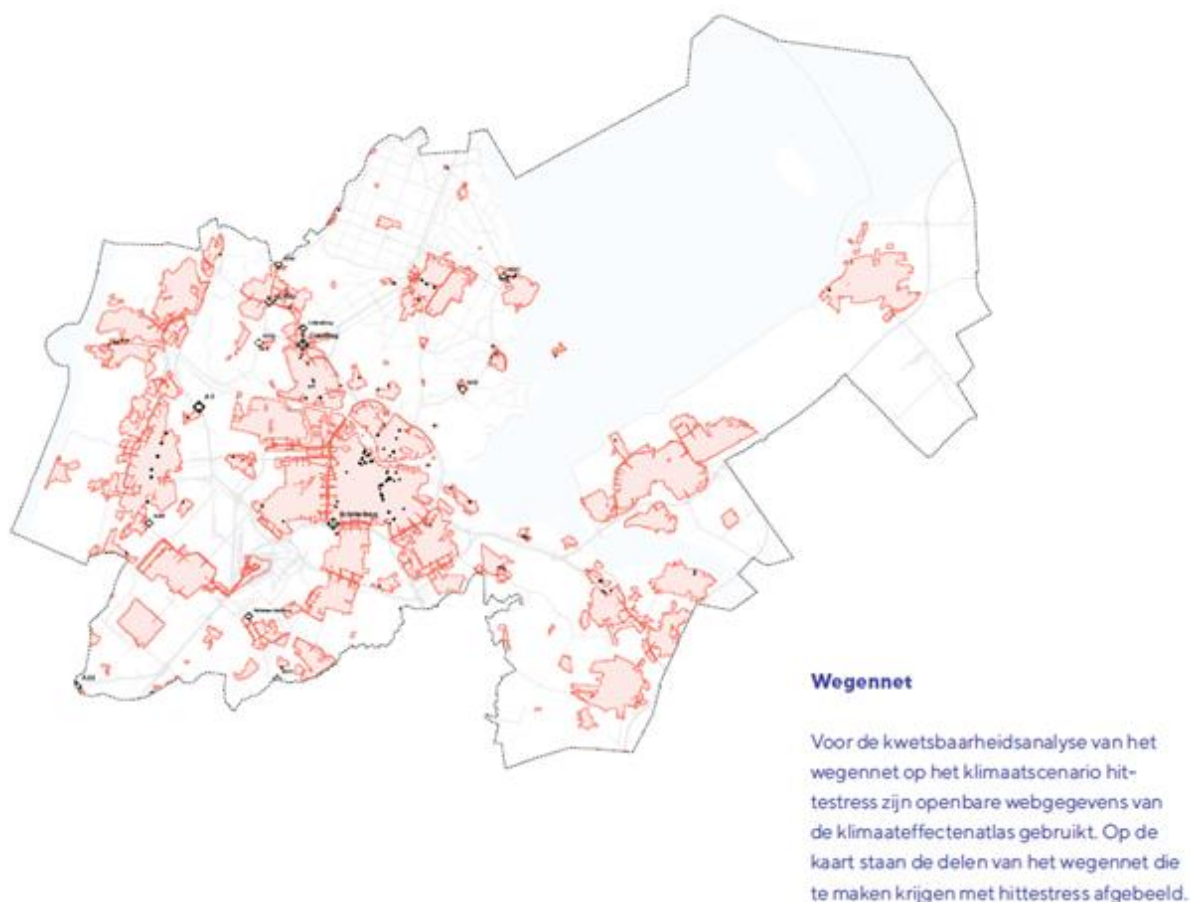 Wegennet
Voor de kwetsbaarheidsanalyse van het
wegennet op het klimaatscenario hit-
testress zijn openbare webgegevens van
de klimaateffectenatlas gebruikt. Op de
kaart staan de delen van het wegennet die
te maken krijgen met hittestress afgebeeld.